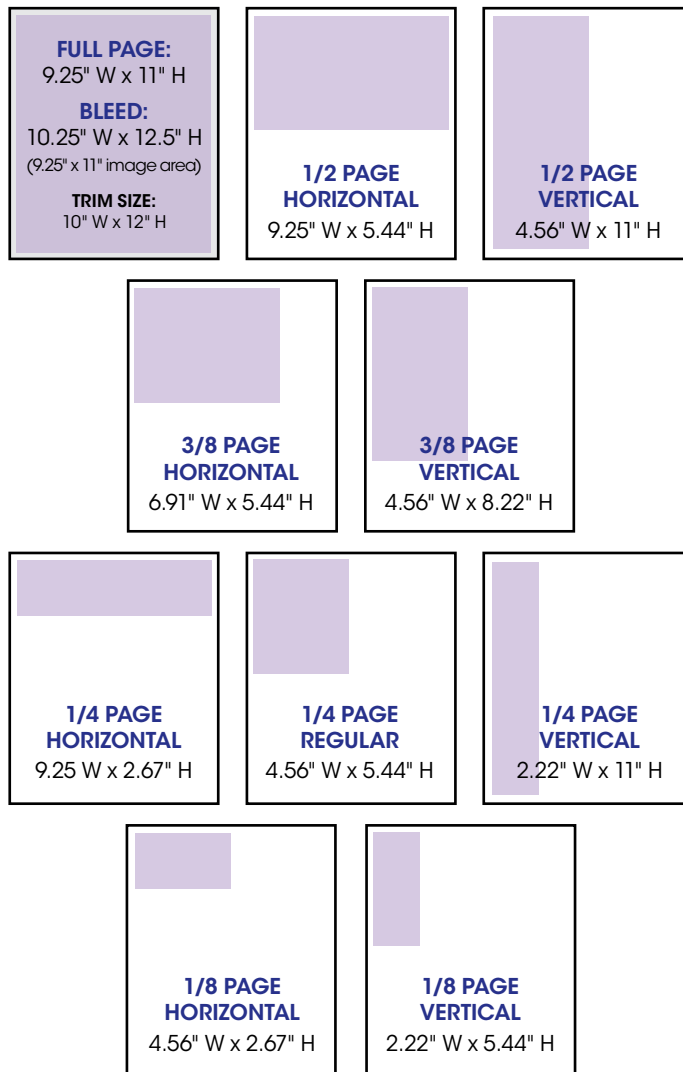 FULL PAGE:
9.25" W x 11" H
BLEED:
10.25" W x 12.5" H
(9.25" x 11" image area)
TRIM SIZE:
10" W x 12" H
1/2 PAGE
HORIZONTAL
9.25" W x 5.44" H
1/2 PAGE
VERTICAL
4.56" W x 11" H
3/8 PAGE
HORIZONTAL
6.91" W x 5.44" H
3/8 PAGE
VERTICAL
4.56" W x 8.22" H
1/4 PAGE
HORIZONTAL
9.25 W x 2.67" H
1/4 PAGE
REGULAR
4.56" W x 5.44" H
1/4 PAGE
VERTICAL
2.22" W x 11" H
1/8 PAGE
HORIZONTAL
4.56" W x 2.67" H
1/8 PAGE
VERTICAL
2.22" W x 5.44" H